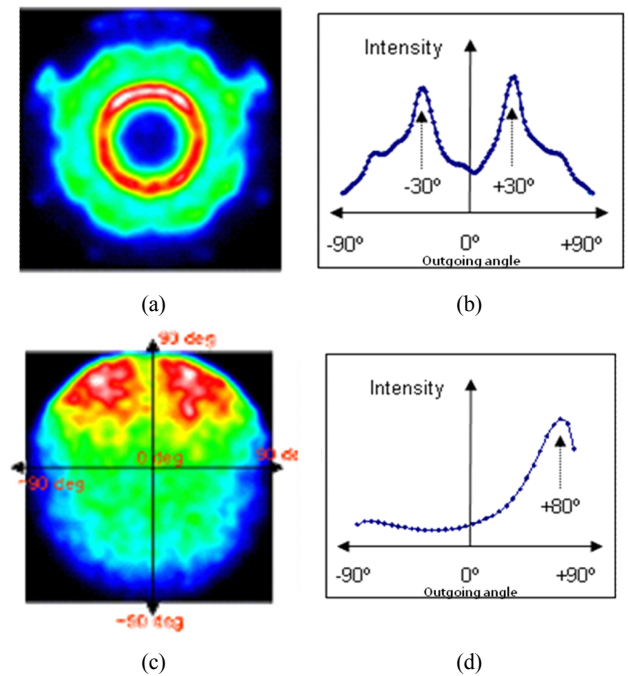 Intensity
-30º
+30º
-90º
0º
+90º
Outgoing angle
(a)
(b)
90 deg
0 deg
-90 deg
-90 deg
Intensity
+80º
-90º
0º
+90º
Outgoing angle
(c)
(d)